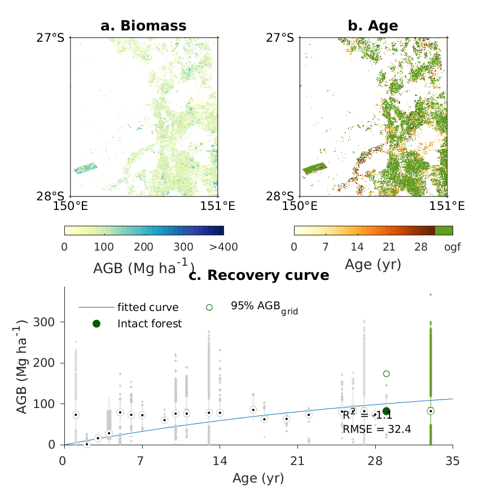 a. Biomass
b. Age
27°S
27°S
28°S
28°S
150°E
151°E
150°E
151°E
0 100 200 300 >400
0 7 14 21 28 ogf
AGB (Mg ha⁻¹)
Age (yr)
c. Recovery curve
fitted curve
95% AGBgrid
Intact forest
300
200
100
0
AGB (Mg ha⁻¹)
R² = -1.1
RMSE = 32.4
0 7 14 21 28 35
Age (yr)